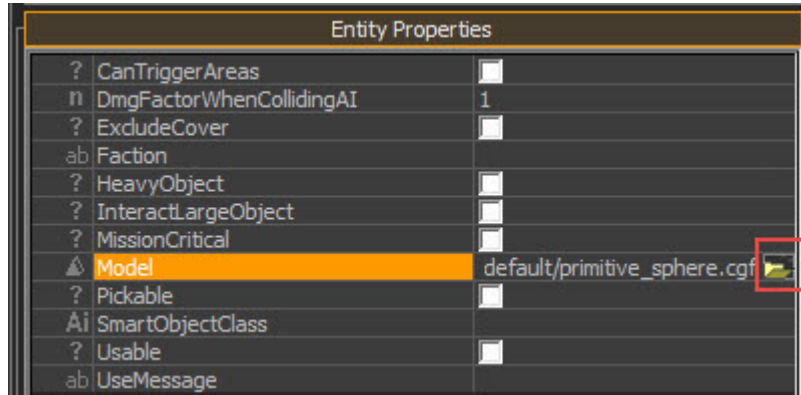 Entity Properties
? CanTriggerAreas
n DmgFactorWhenCollidingAI 1
? ExcludeCover
ab Faction
? HeavyObject
? InteractLargeObject
? MissionCritical
Model default/primitive_sphere.cgf
? Pickable
Ai SmartObjectClass
? Usable
ab UseMessage